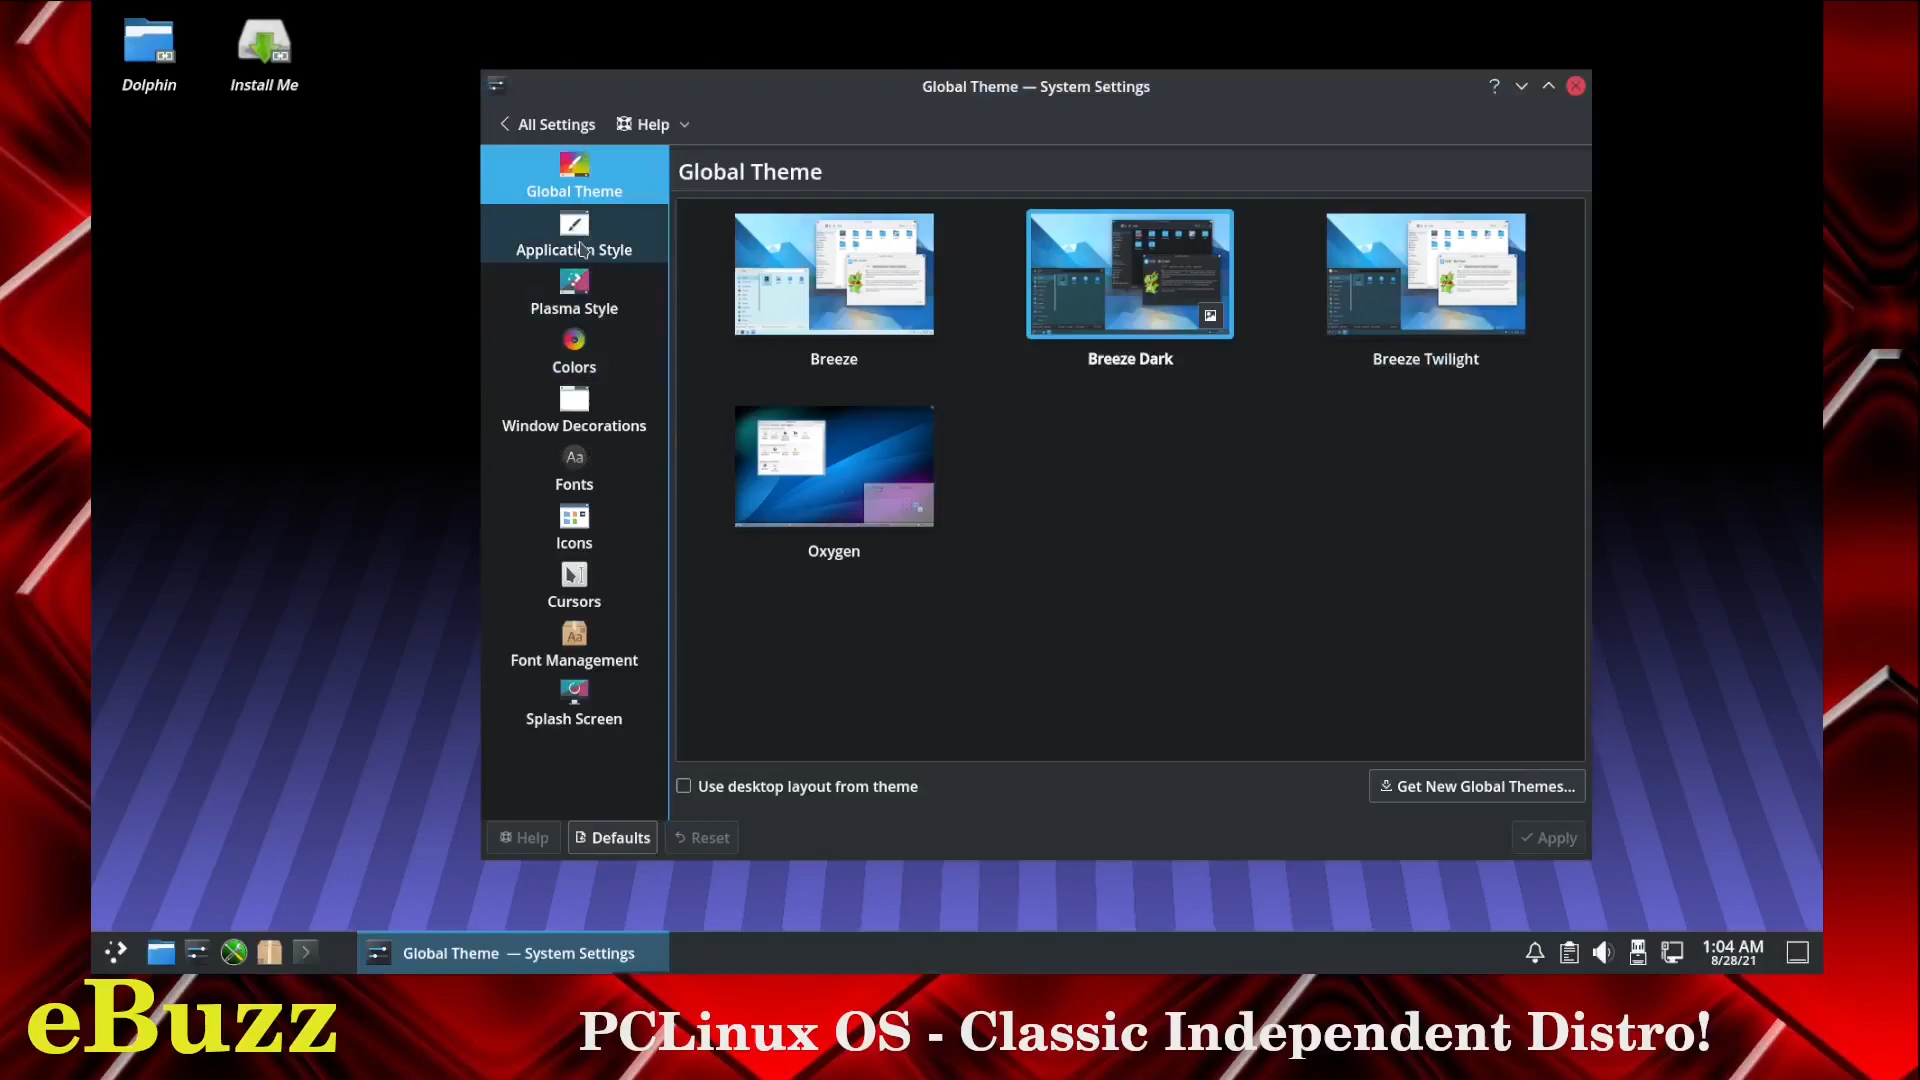 Dolphin
Install Me
Global Theme — System Settings
All Settings
Help
Global Theme
Global Theme
Application Style
Plasma Style
Colors
Window Decorations
Aa
Fonts
Icons
Cursors
Aa
Font Management
Splash Screen
Breeze
Breeze Dark
Breeze Twilight
Oxygen
Use desktop layout from theme
Get New Global Themes...
Help
Defaults
Reset
Apply
Global Theme — System Settings
1:04 AM
8/28/21
eBuzz
PCLinux OS - Classic Independent Distro!